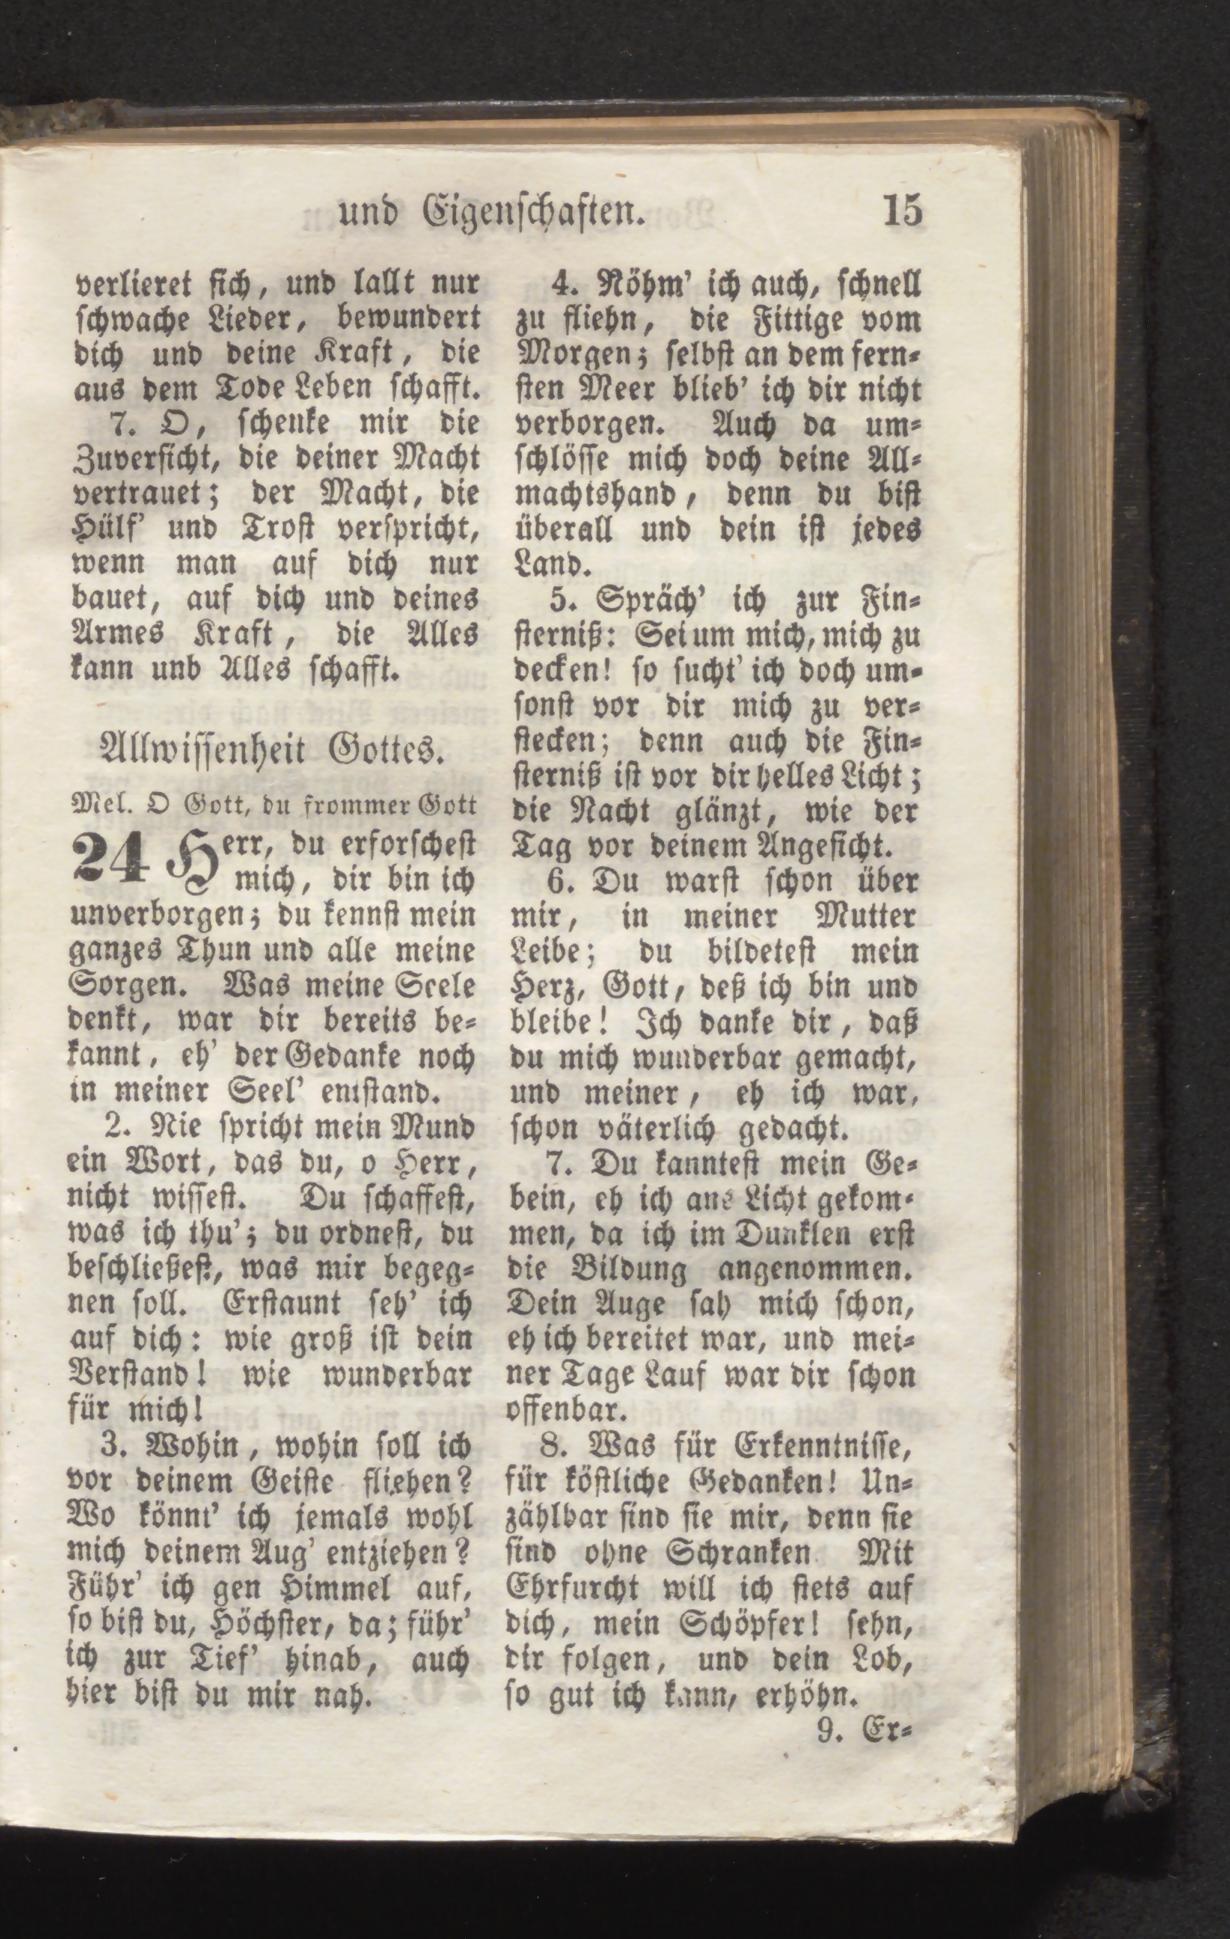 und Eigenschaften. 15
verlieret sich, und lallt nur
schwache Lieder, bewundert
dich und deine Kraft, die
aus dem Tode Leben schafft.
7. O, schenke mir die
Zuversicht, die deiner Macht
vertrauet; der Macht, die
Hülf' und Trost verspricht,
wenn man auf dich nur
bauet, auf dich und deines
Armes Kraft, die Alles
kann und Alles schafft.
Allwissenheit Gottes.
Mel. O Gott, du frommer Gott
24 Herr, du erforschest
mich, dir bin ich
unverborgen; du kennst mein
ganzes Thun und alle meine
Sorgen. Was meine Seele
denkt, war dir bereits be-
kannt, eh' der Gedanke noch
in meiner Seel' entstand.
2. Nie spricht mein Mund
ein Wort, das du, o Herr,
nicht wissest. Du schaffest,
was ich thu'; du ordnest, du
beschließest, was mir begeg-
nen soll. Erstaunt seh' ich
auf dich: wie groß ist dein
Verstand! wie wunderbar
für mich!
3. Wohin, wohin soll ich
vor deinem Geiste fliehen?
Wo könnt' ich jemals wohl
mich deinem Aug' entziehen?
Führ' ich gen Himmel auf,
so bist du, Höchster, da; führ'
ich zur Tief' hinab, auch
hier bist du mir nah.
4. Nöhm' ich auch, schnell
zu fliehn, die Fittige vom
Morgen; selbst an dem fern-
sten Meer blieb' ich dir nicht
verborgen. Auch da um-
schlösse mich doch deine All-
machtshand, denn du bist
überall und dein ist jedes
Land.
5. Spräch' ich zur Fin-
sterniß: Sei um mich, mich zu
decken! so sucht' ich doch um-
sonst vor dir mich zu ver-
stecken; denn auch die Fin-
sterniß ist vor dir helles Licht;
die Nacht glänzt, wie der
Tag vor deinem Angesicht.
6. Du warst schon über
mir, in meiner Mutter
Leibe; du bildetest mein
Herz, Gott, deß ich bin und
bleibe! Ich danke dir, daß
du mich wunderbar gemacht,
und meiner, eh ich war,
schon väterlich gedacht.
7. Du kanntest mein Ge-
bein, eh ich ans Licht gekom-
men, da ich im Dunklen erst
die Bildung angenommen.
Dein Auge sah mich schon,
eh ich bereitet war, und mei-
ner Tage Lauf war dir schon
offenbar.
8. Was für Erkenntnisse,
für köstliche Gedanken! Un-
zählbar sind sie mir, denn sie
sind ohne Schranken Mit
Ehrfurcht will ich stets auf
dich, mein Schöpfer! sehn,
dir folgen, und dein Lob,
so gut ich kann, erhöhn.
9. Er-